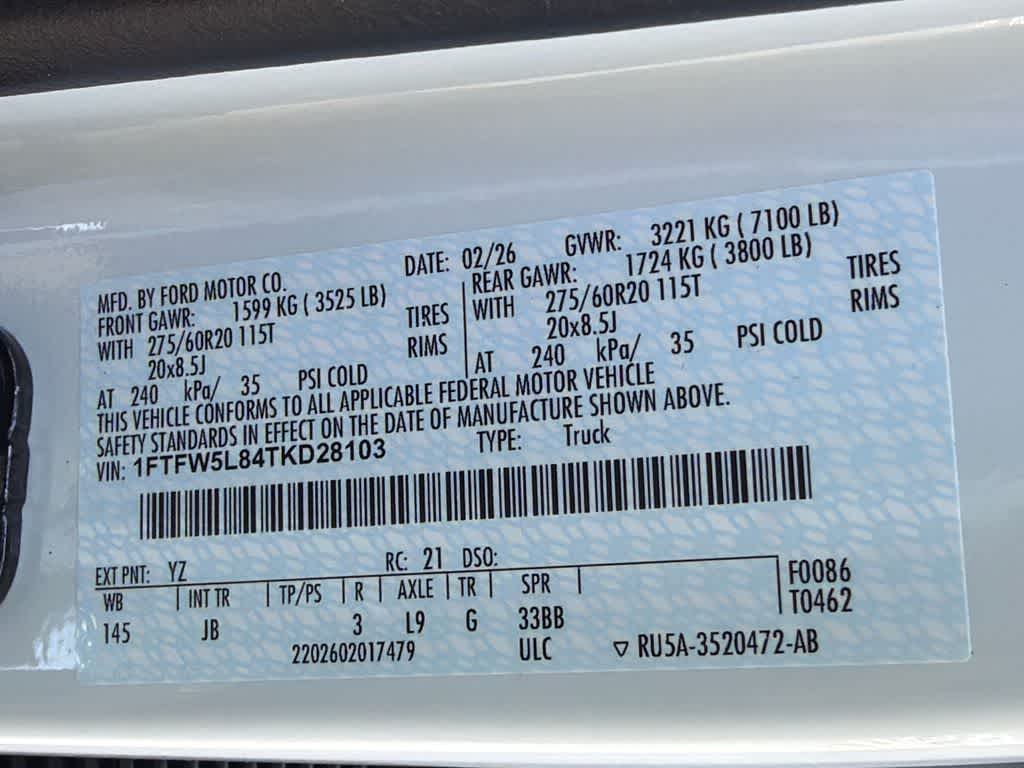 MFD. BY FORD MOTOR CO. DATE: 02/26 GVWR: 3221 KG ( 7100 LB)
FRONT GAWR: 1599 KG ( 3525 LB) REAR GAWR: 1724 KG ( 3800 LB)
WITH 275/60R20 115T TIRES WITH 275/60R20 115T TIRES
20x8.5J RIMS 20x8.5J RIMS
AT 240 kPa/ 35 PSI COLD AT 240 kPa/ 35 PSI COLD
THIS VEHICLE CONFORMS TO ALL APPLICABLE FEDERAL MOTOR VEHICLE
SAFETY STANDARDS IN EFFECT ON THE DATE OF MANUFACTURE SHOWN ABOVE.
VIN: 1FTFW5L84TKD28103 TYPE: Truck
EXT PNT: YZ RC: 21 DSO:
WB INT TR TP/PS R AXLE TR SPR F0086
145 JB 3 L9 G 33BB T0462
2202602017479 ULC ▽ RU5A-3520472-AB